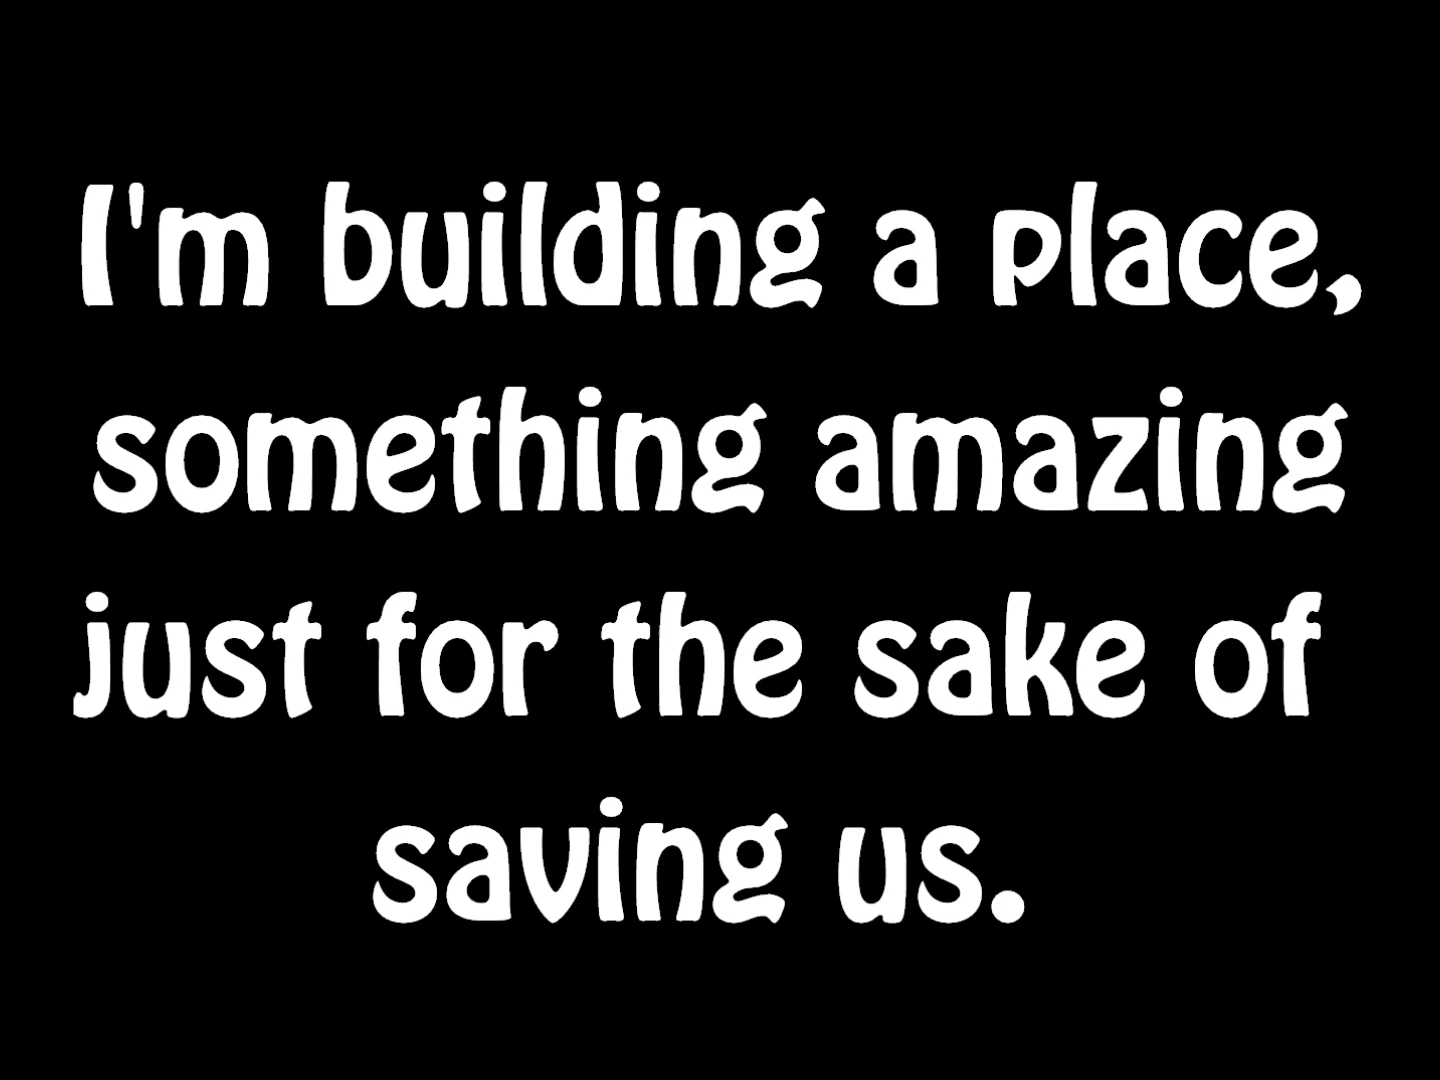 I'm building a place,
something amazing
just for the sake of
saving us.